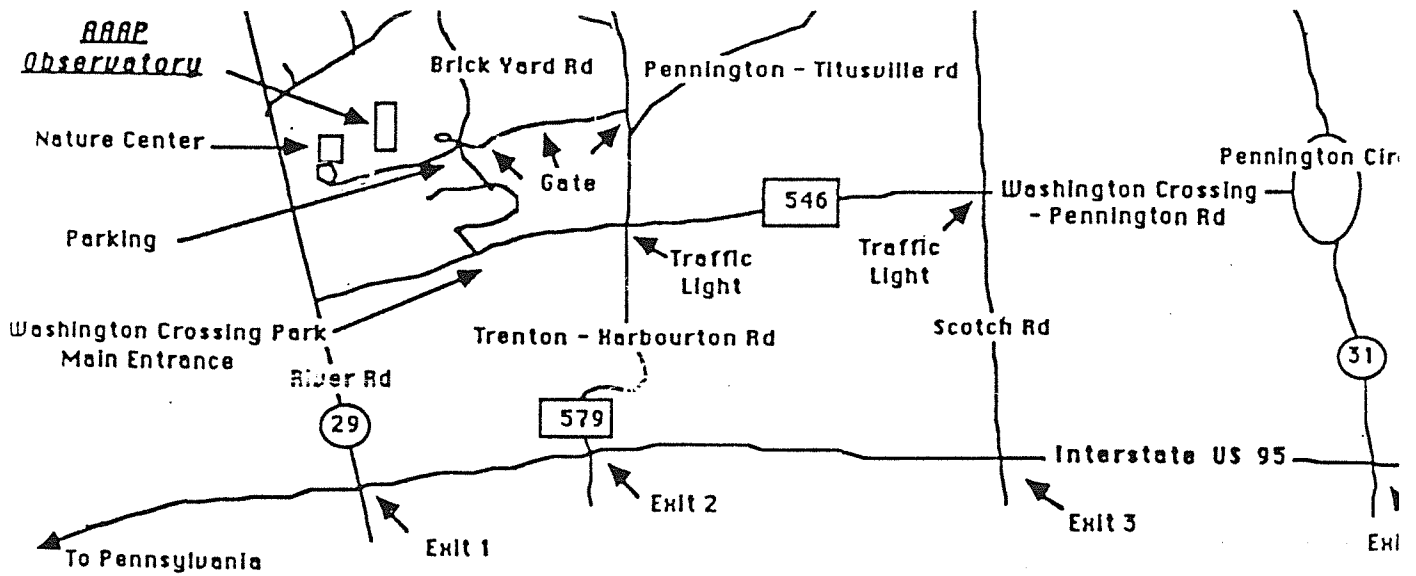 AAAP
Observatory
Brick Yard Rd
Pennington - Titusville rd
Nature Center
Pennington Cir
Gate
546
Washington Crossing
- Pennington Rd
Parking
Traffic
Light
Traffic
Light
Washington Crossing Park
Main Entrance
Trenton - Harbourton Rd
Scotch Rd
River Rd
31
29
579
Interstate US 95
Exit 2
Exit 3
Exit 1
Exi
To Pennsylvania